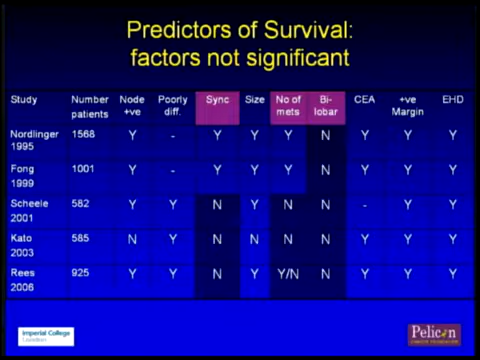 Predictors of Survival:
factors not significant
Study Number patients Node +ve Poorly diff. Sync Size No of mets Bi-lobar CEA +ve Margin EHD
Nordlinger 1995 1568 Y - Y Y Y N Y Y Y
Fong 1999 1001 Y - Y Y Y N Y Y Y
Scheele 2001 582 Y Y N Y N N - Y Y
Kato 2003 585 N Y N N N N Y Y Y
Rees 2006 925 Y Y N Y Y/N N Y Y Y
Imperial College
London
Pelican